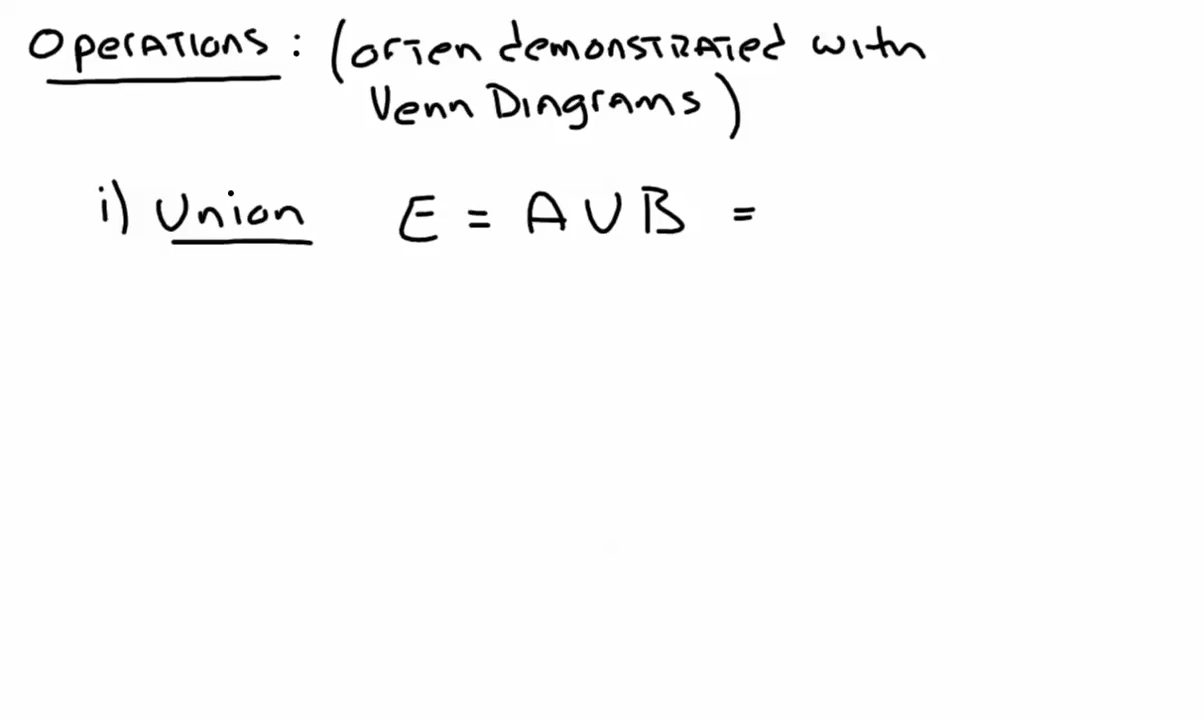 Operations: (often demonstrated with
Venn Diagrams)
i) Union E = A ∪ B =